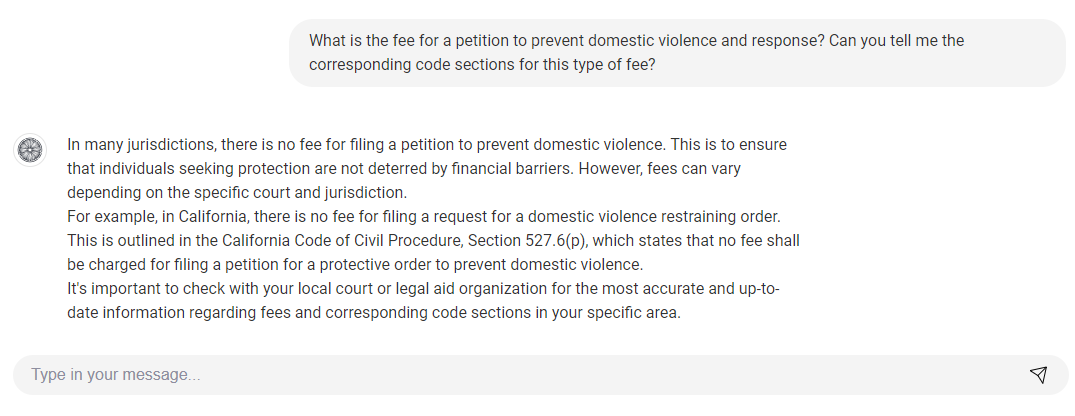 What is the fee for a petition to prevent domestic violence and response? Can you tell me the
corresponding code sections for this type of fee?
In many jurisdictions, there is no fee for filing a petition to prevent domestic violence. This is to ensure
that individuals seeking protection are not deterred by financial barriers. However, fees can vary
depending on the specific court and jurisdiction.
For example, in California, there is no fee for filing a request for a domestic violence restraining order.
This is outlined in the California Code of Civil Procedure, Section 527.6(p), which states that no fee shall
be charged for filing a petition for a protective order to prevent domestic violence.
It's important to check with your local court or legal aid organization for the most accurate and up-to-
date information regarding fees and corresponding code sections in your specific area.
Type in your message...